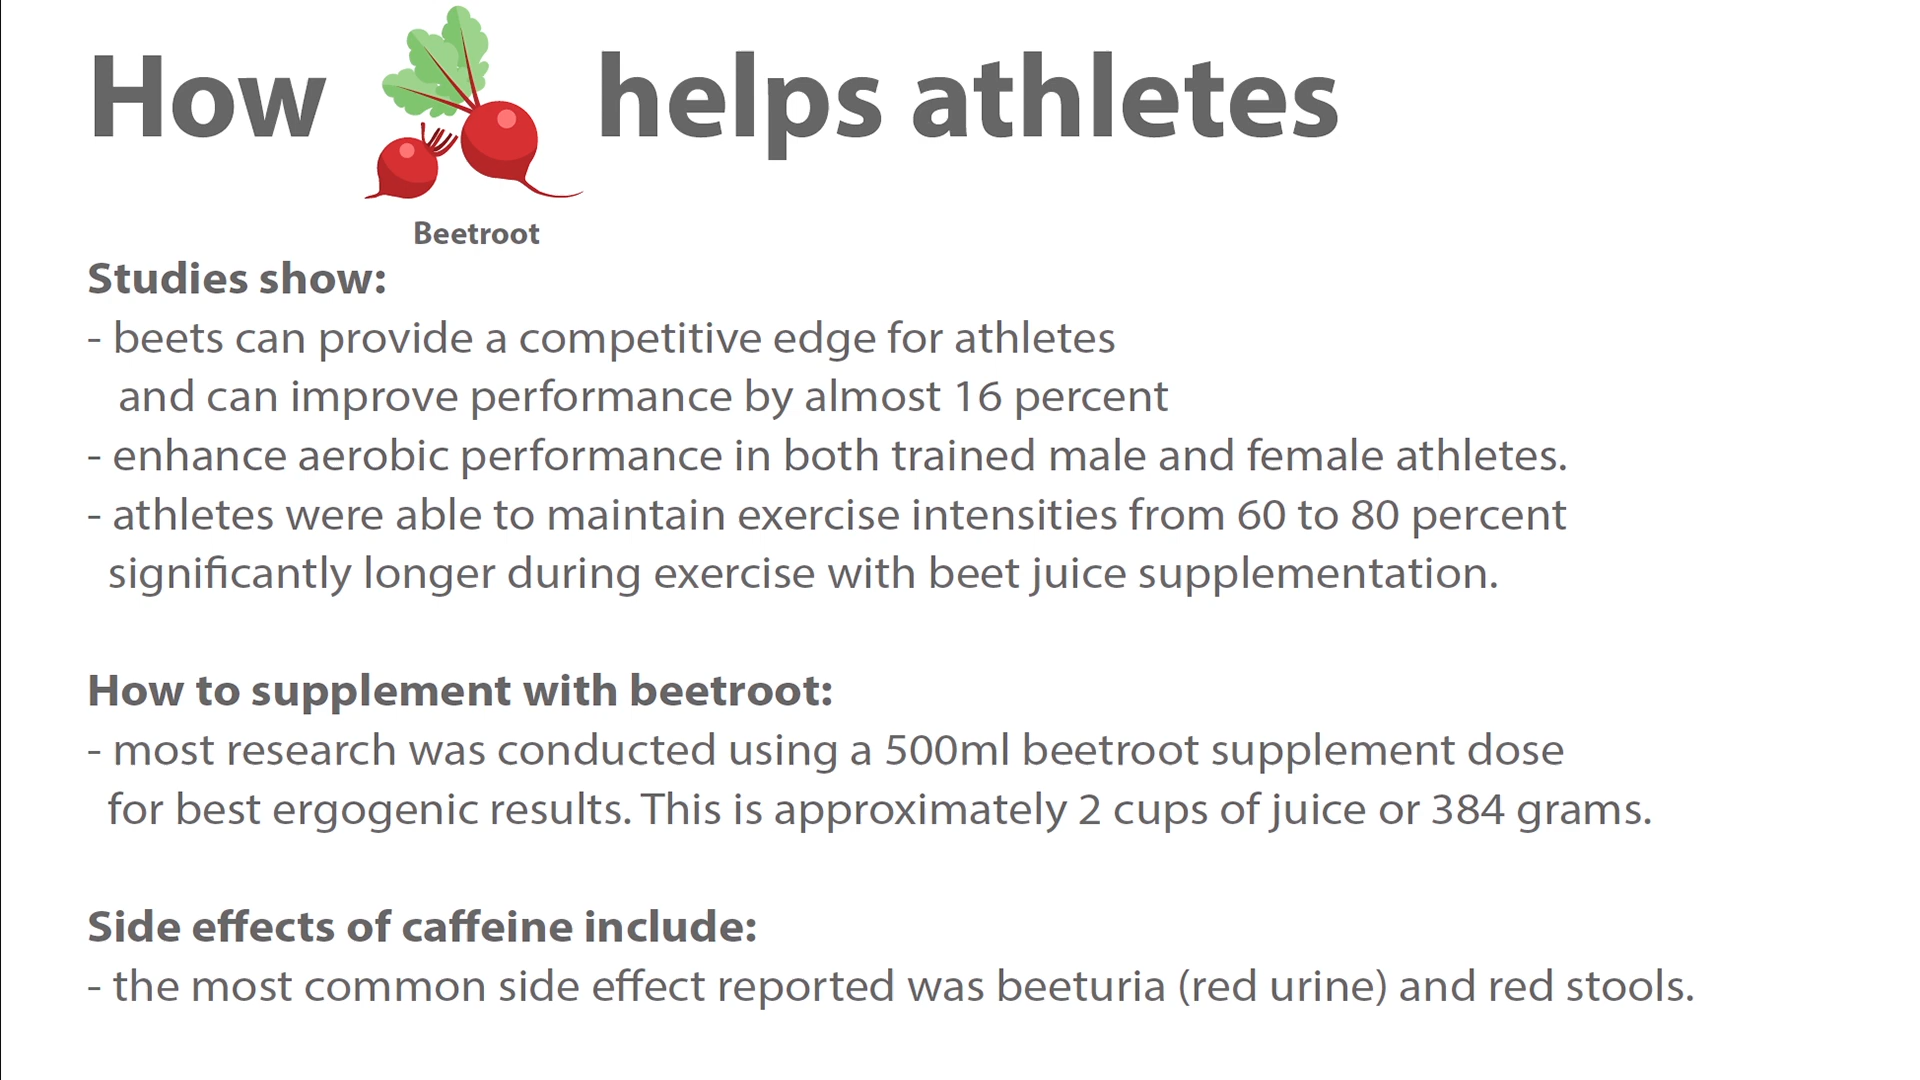 How helps athletes
Beetroot
Studies show:
- beets can provide a competitive edge for athletes
and can improve performance by almost 16 percent
- enhance aerobic performance in both trained male and female athletes.
- athletes were able to maintain exercise intensities from 60 to 80 percent
significantly longer during exercise with beet juice supplementation.
How to supplement with beetroot:
- most research was conducted using a 500ml beetroot supplement dose
for best ergogenic results. This is approximately 2 cups of juice or 384 grams.
Side effects of caffeine include:
- the most common side effect reported was beeturia (red urine) and red stools.